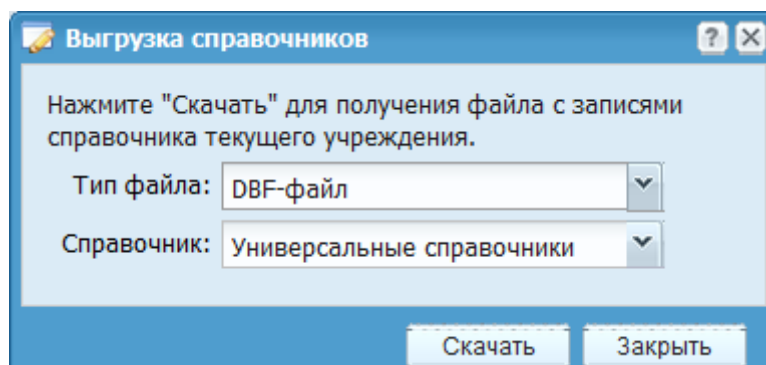 Выгрузка справочников
Нажмите "Скачать" для получения файла с записями
справочника текущего учреждения.
Тип файла: DBF-файл
Справочник: Универсальные справочники
Скачать Закрыть